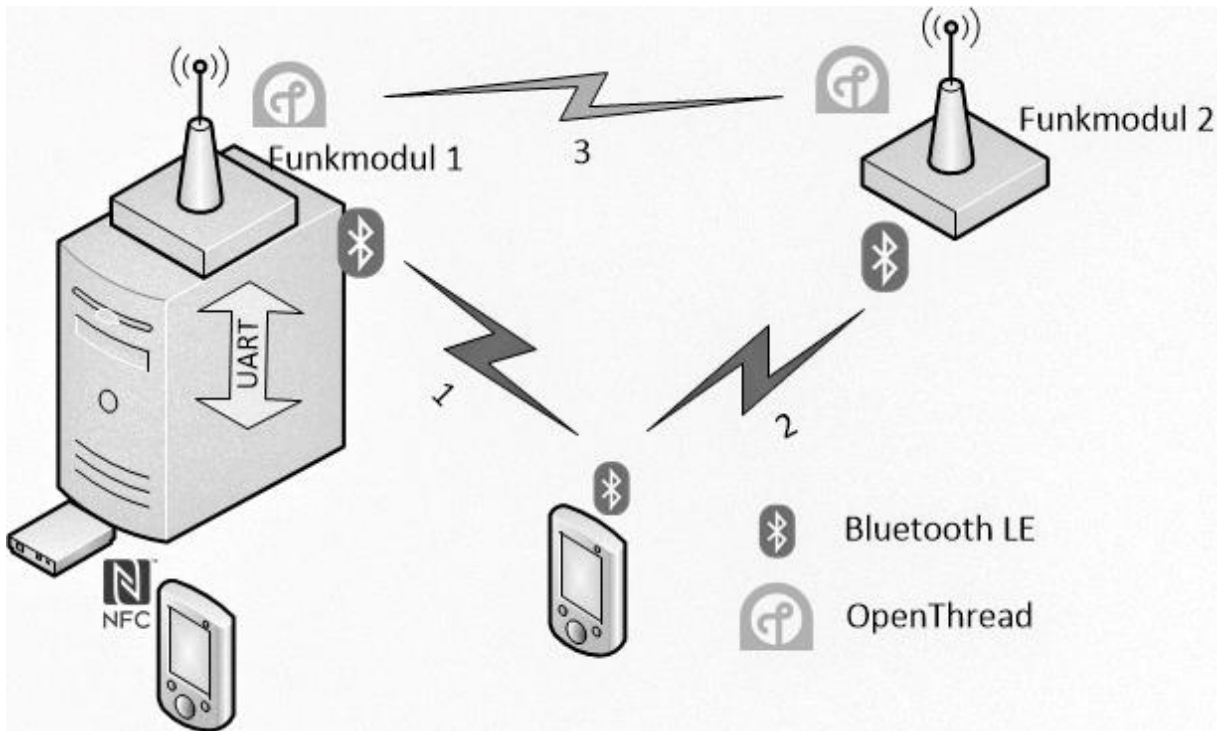 Funkmodul 1
3
Funkmodul 2
UART
1
2
NFC
Bluetooth LE
OpenThread